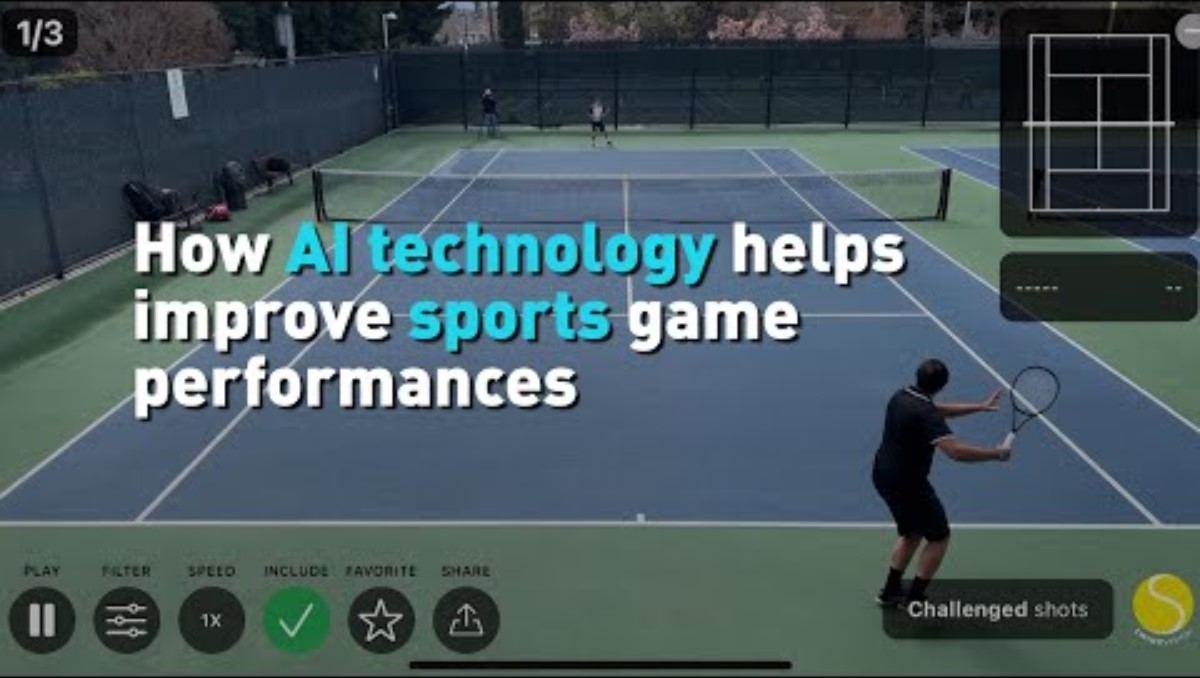 1/3
How AI technology helps
improve sports game
performances
----- --
PLAY FILTER SPEED INCLUDE FAVORITE SHARE
1X
Challenged shots